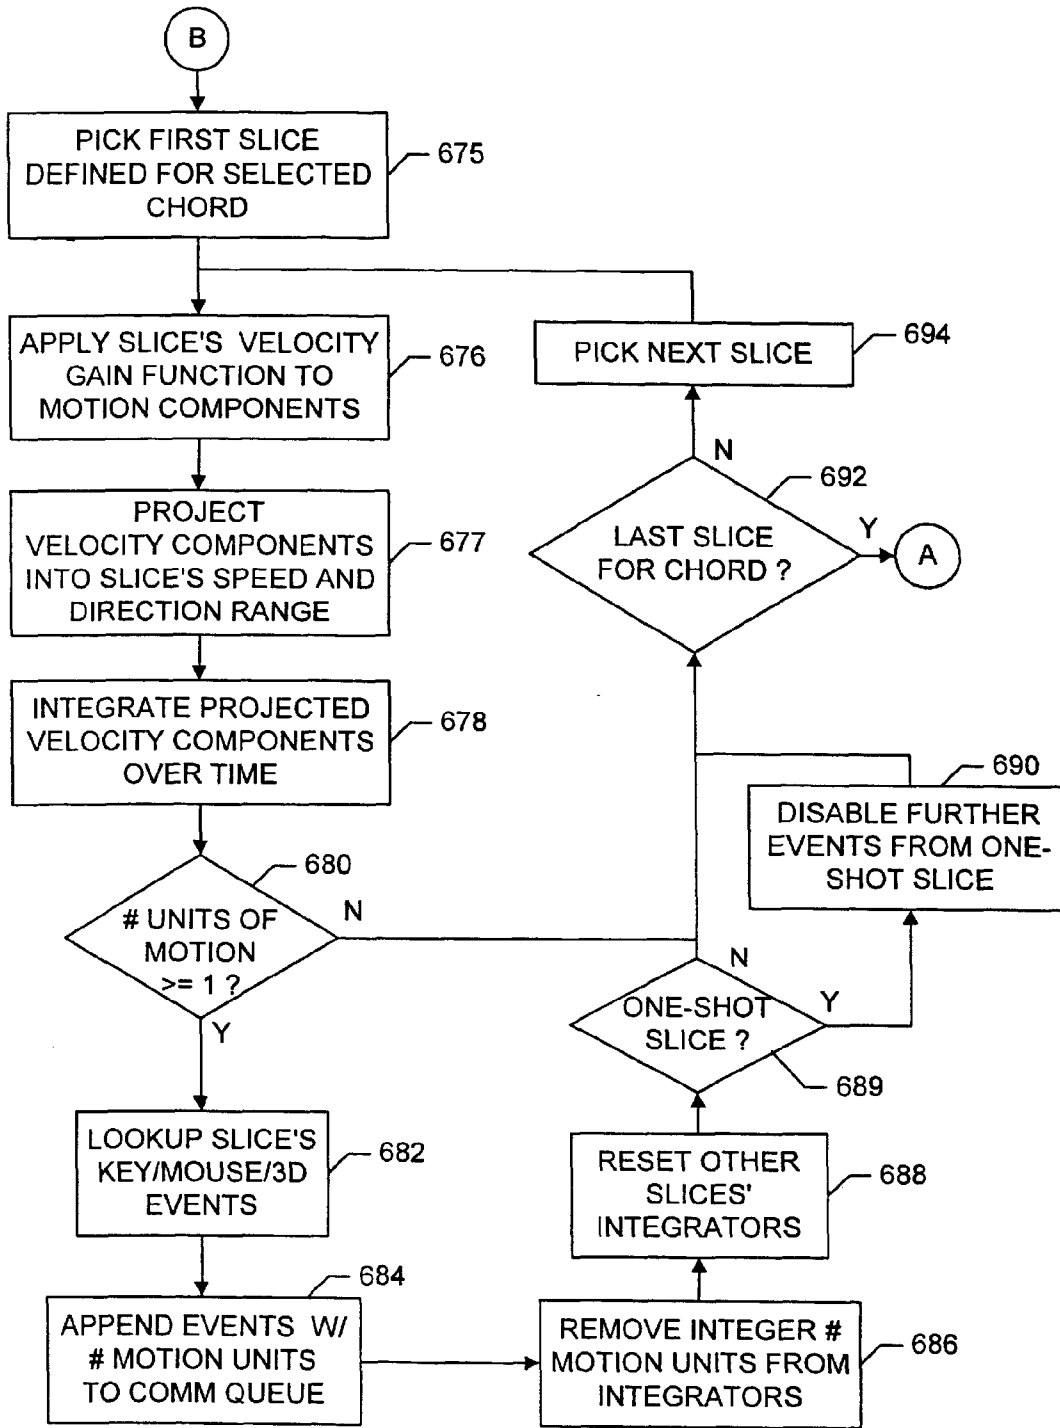 B
PICK FIRST SLICE
DEFINED FOR SELECTED
CHORD
675
APPLY SLICE'S VELOCITY
GAIN FUNCTION TO
MOTION COMPONENTS
676
PROJECT
VELOCITY COMPONENTS
INTO SLICE'S SPEED AND
DIRECTION RANGE
677
INTEGRATE PROJECTED
VELOCITY COMPONENTS
OVER TIME
678
# UNITS OF
MOTION
>= 1 ?
680
N
Y
LOOKUP SLICE'S
KEY/MOUSE/3D
EVENTS
682
APPEND EVENTS W/
# MOTION UNITS
TO COMM QUEUE
684
REMOVE INTEGER #
MOTION UNITS FROM
INTEGRATORS
686
RESET OTHER
SLICES'
INTEGRATORS
688
ONE-SHOT
SLICE ?
689
N
Y
DISABLE FURTHER
EVENTS FROM ONE-
SHOT SLICE
690
LAST SLICE
FOR CHORD ?
692
N
Y
A
PICK NEXT SLICE
694